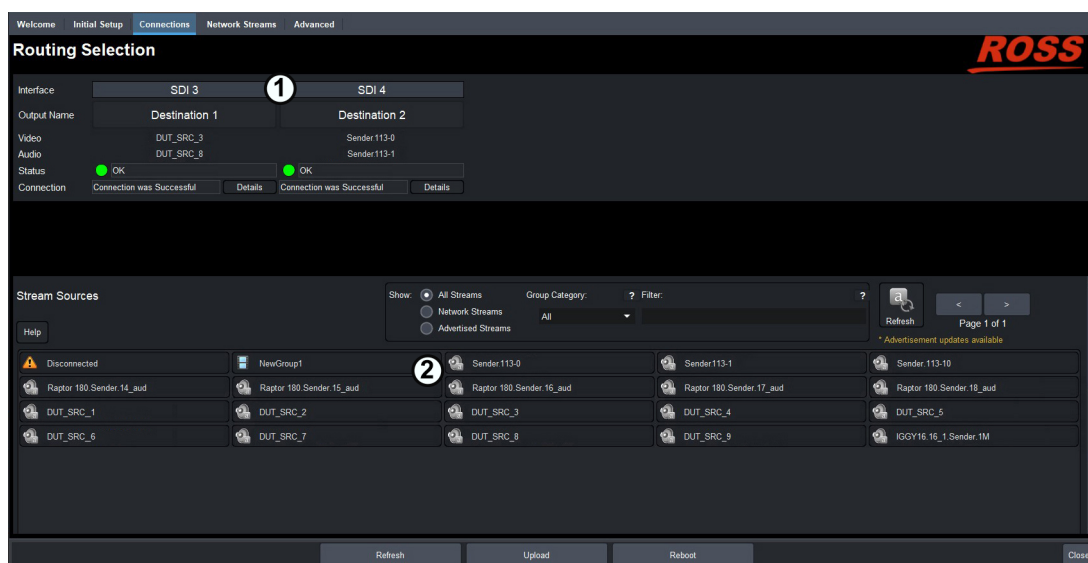 Welcome Initial Setup Connections Network Streams Advanced
Routing Selection
ROSS
Interface SDI 3 1 SDI 4
Output Name Destination 1 Destination 2
Video DUT_SRC_3 Sender.113-0
Audio DUT_SRC_8 Sender.113-1
Status OK OK
Connection Connection was Successful Details Connection was Successful Details
Stream Sources
Show: All Streams Group Category: ? Filter: ?
Network Streams
All
Advertised Streams
a
Refresh
< >
Page 1 of 1
* Advertisement updates available
Help
Disconnected NewGroup1 2 Sender.113-0 Sender.113-1 Sender.113-10
Raptor 180.Sender.14_aud Raptor 180.Sender.15_aud Raptor 180.Sender.16_aud Raptor 180.Sender.17_aud Raptor 180.Sender.18_aud
DUT_SRC_1 DUT_SRC_2 DUT_SRC_3 DUT_SRC_4 DUT_SRC_5
DUT_SRC_6 DUT_SRC_7 DUT_SRC_8 DUT_SRC_9 IGGY16.16_1.Sender.1M
Refresh Upload Reboot Close